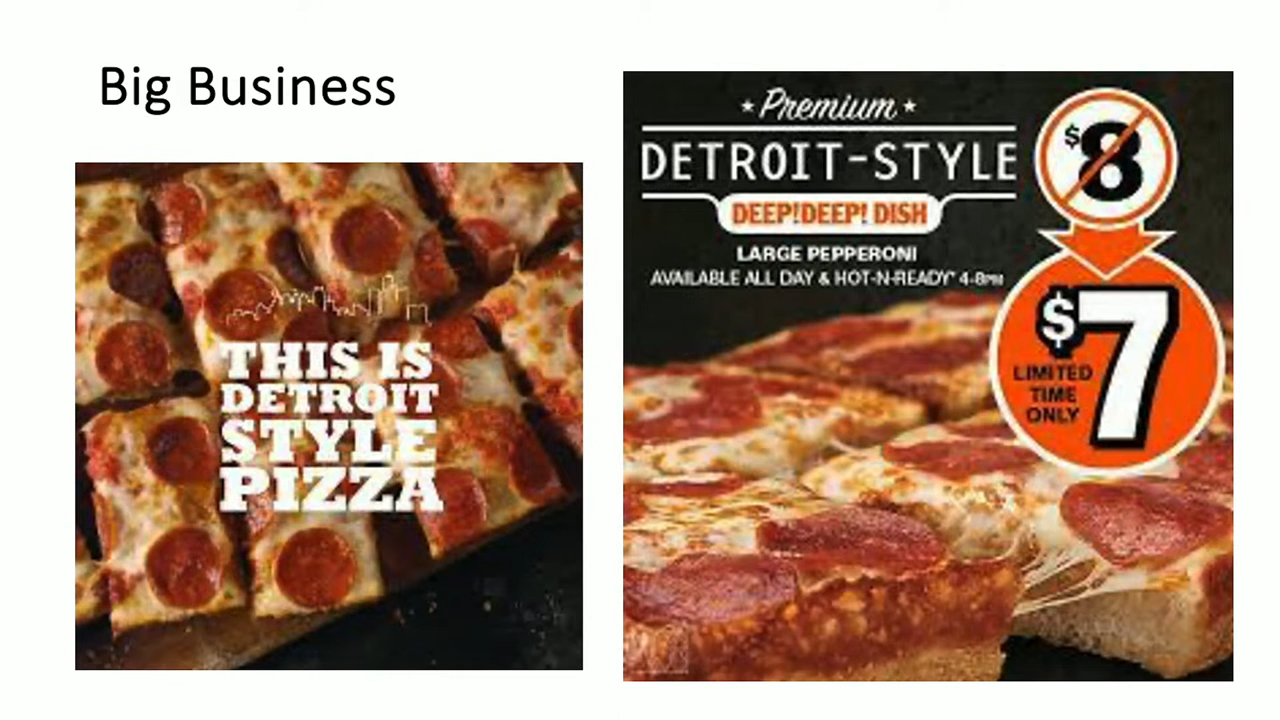 Big Business
THIS IS
DETROIT
STYLE
PIZZA
Premium
DETROIT-STYLE
DEEP!DEEP! DISH
LARGE PEPPERONI
AVAILABLE ALL DAY & HOT-N-READY* 4-8PM
$8
$7
LIMITED
TIME
ONLY